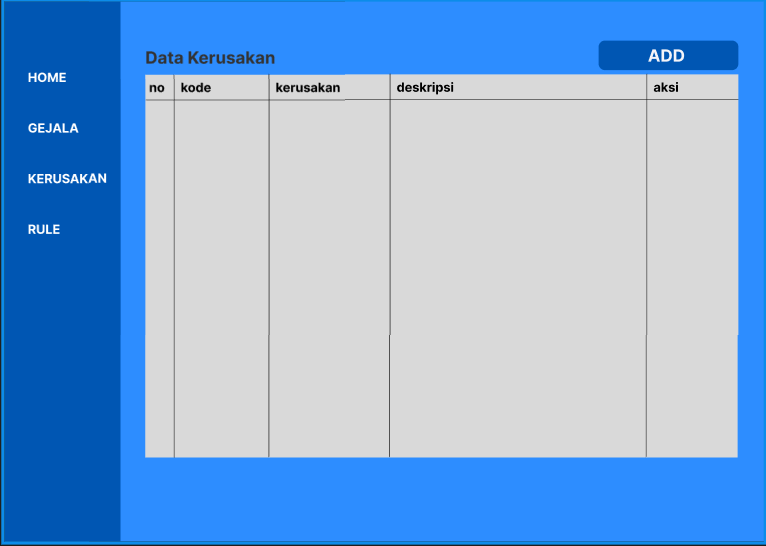 HOME
GEJALA
KERUSAKAN
RULE
Data Kerusakan
ADD
no kode kerusakan deskripsi aksi